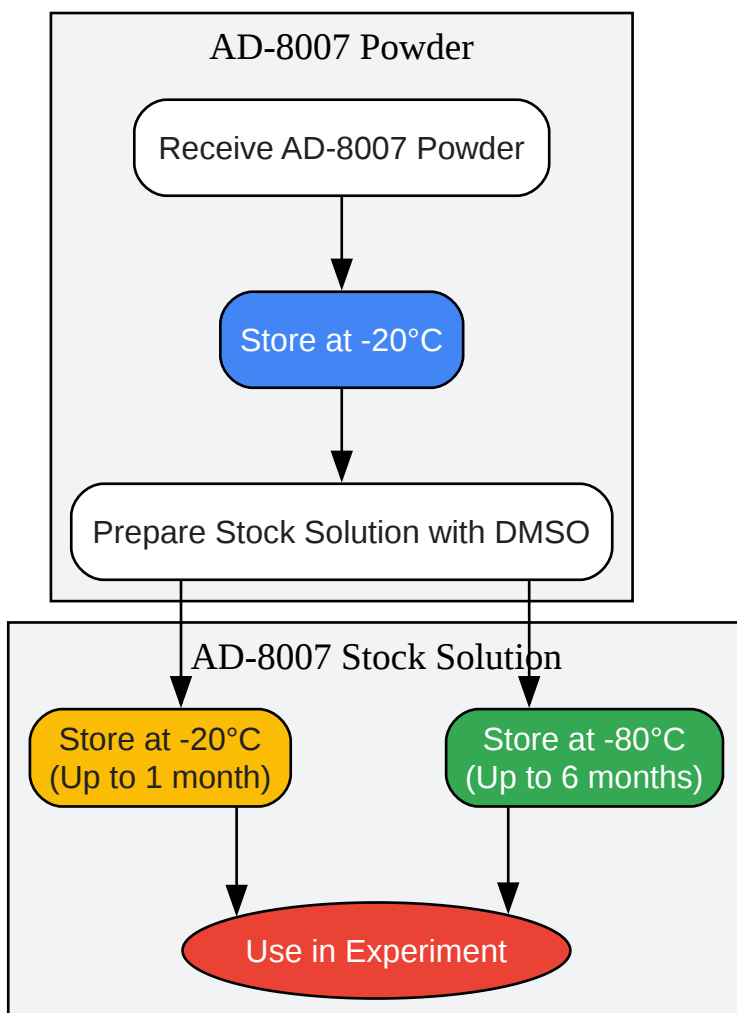 AD-8007 Powder
Receive AD-8007 Powder
Store at -20°C
Prepare Stock Solution with DMSO
AD-8007 Stock Solution
Store at -20°C
(Up to 1 month)
Store at -80°C
(Up to 6 months)
Use in Experiment